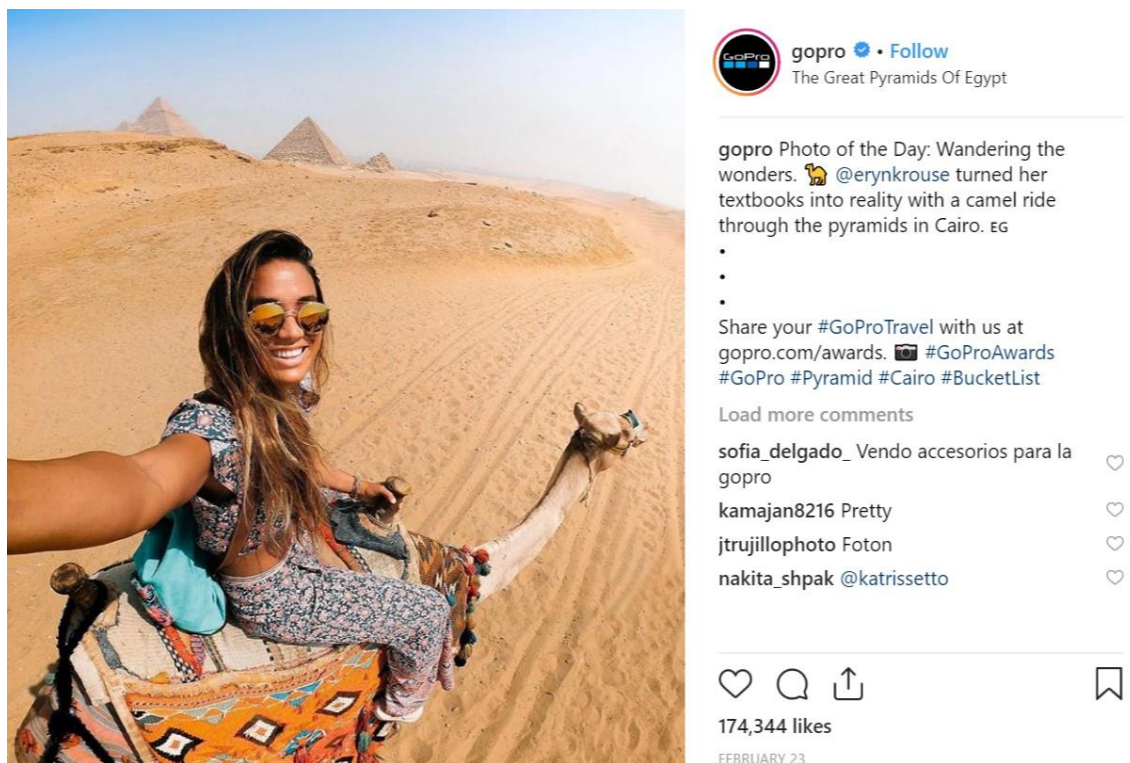 GoPro
gopro • Follow
The Great Pyramids Of Egypt
gopro Photo of the Day: Wandering the
wonders. 🐪 @erynkrouse turned her
textbooks into reality with a camel ride
through the pyramids in Cairo. EG
•
•
•
Share your #GoProTravel with us at
gopro.com/awards. 📷 #GoProAwards
#GoPro #Pyramid #Cairo #BucketList
Load more comments
sofia_delgado_ Vendo accesorios para la
gopro
kamajan8216 Pretty
jtrujillophoto Foton
nakita_shpak @katrissetto
174,344 likes
FEBRUARY 23